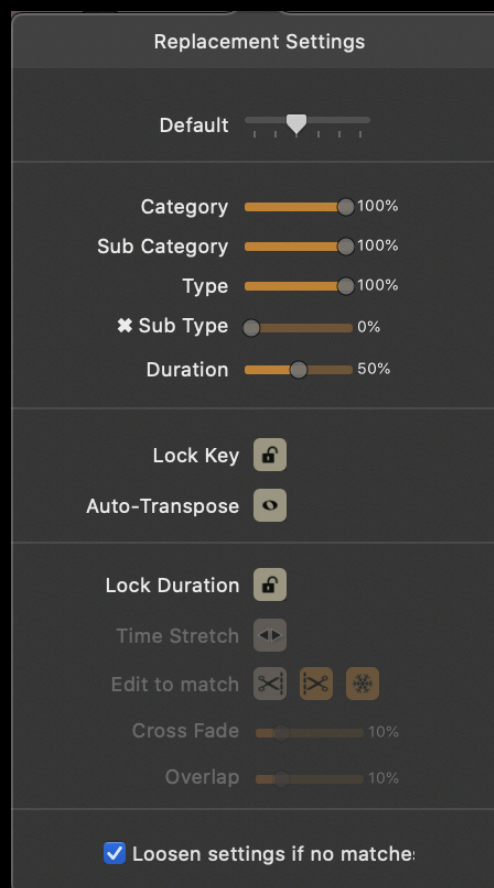 Replacement Settings
Default
Category 100%
Sub Category 100%
Type 100%
✖ Sub Type 0%
Duration 50%
Lock Key
Auto-Transpose
Lock Duration
Time Stretch
Edit to match
Cross Fade 10%
Overlap 10%
Loosen settings if no matche